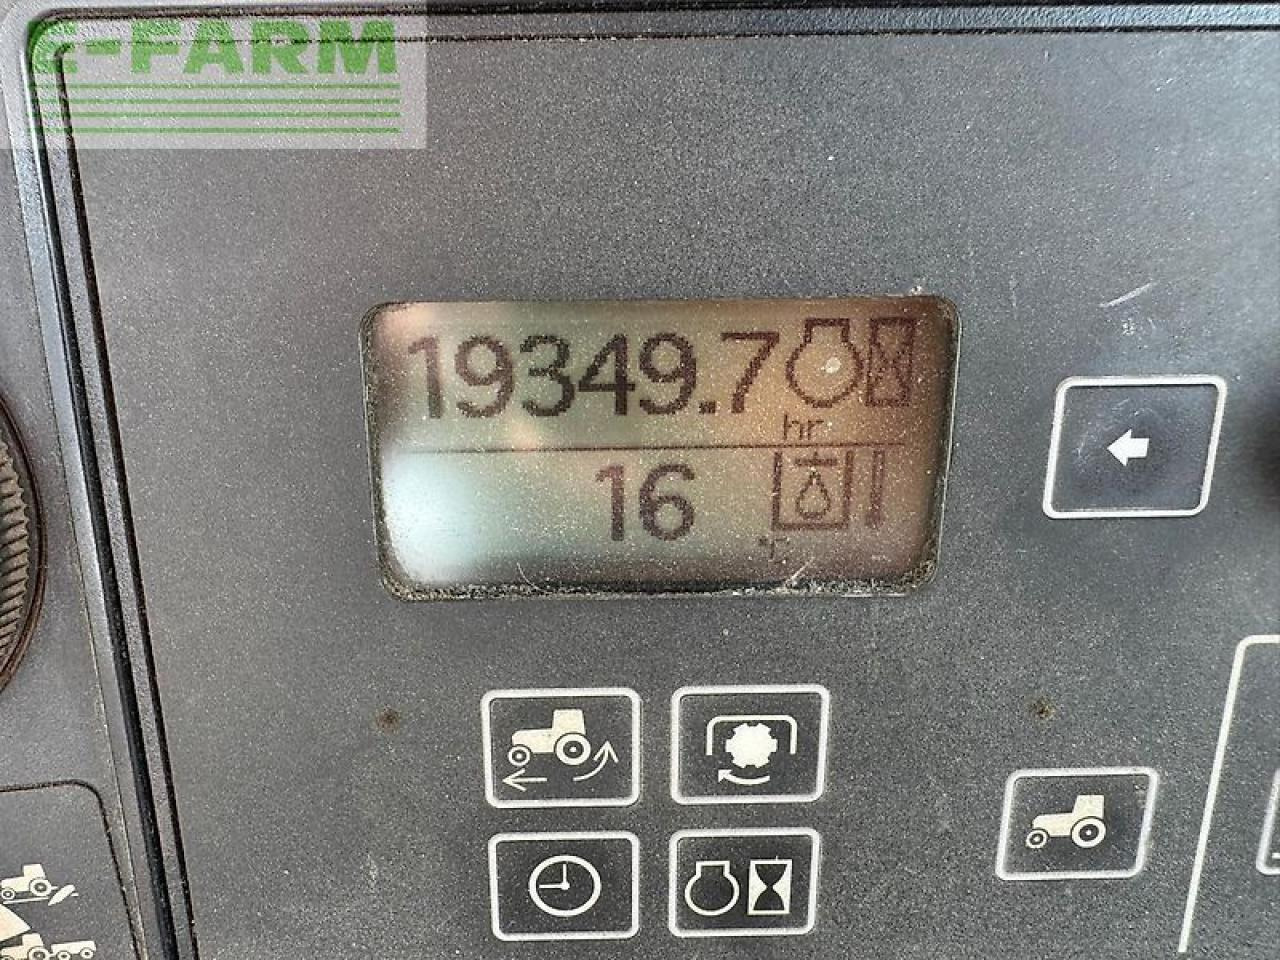 E-FARM
19349.7
hr
16
°C